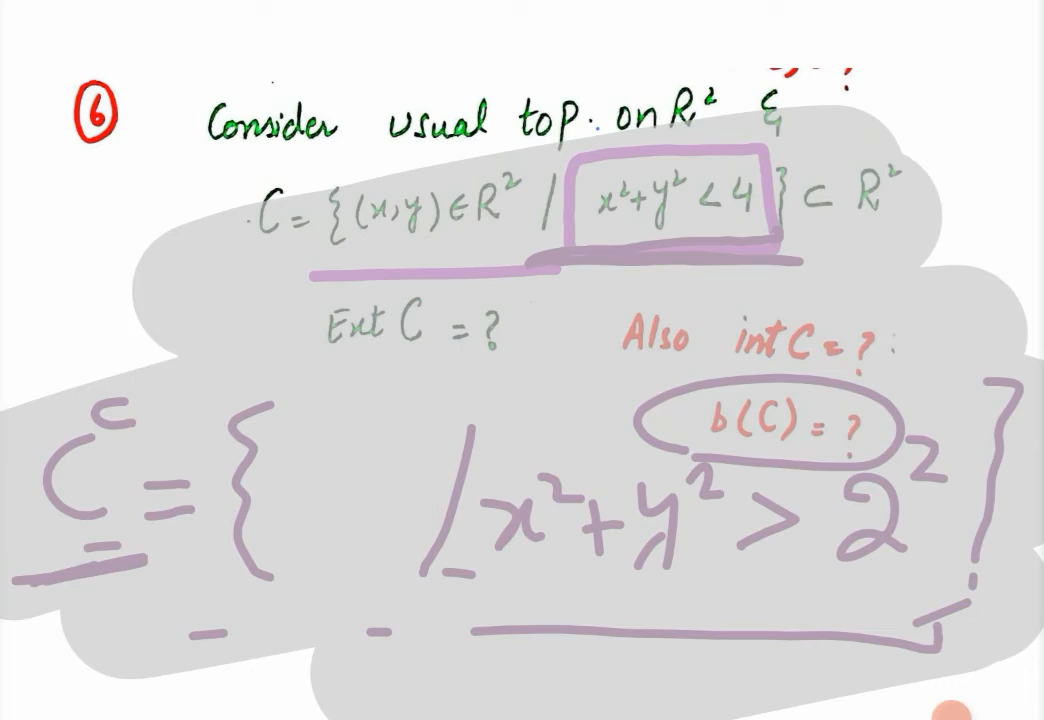 6 Consider usual top. on R² &
C = {(x,y) ∈ R² / x²+y² < 4} ⊂ R²
Ext C = ? Also int C = ?
b(C) = ?
Cᶜ = { / x²+y² > 2² }